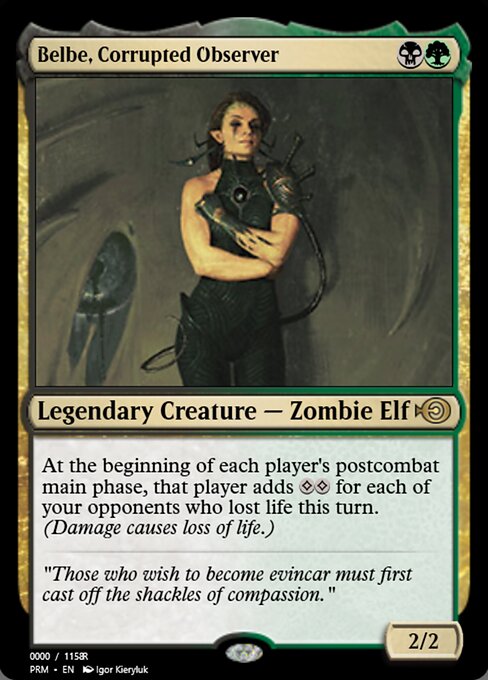 Belbe, Corrupted Observer
Legendary Creature — Zombie Elf
At the beginning of each player's postcombat
main phase, that player adds for each of
your opponents who lost life this turn.
(Damage causes loss of life.)
"Those who wish to become evincar must first
cast off the shackles of compassion."
2/2
0000 / 1158R
PRM • EN Igor Kieryluk